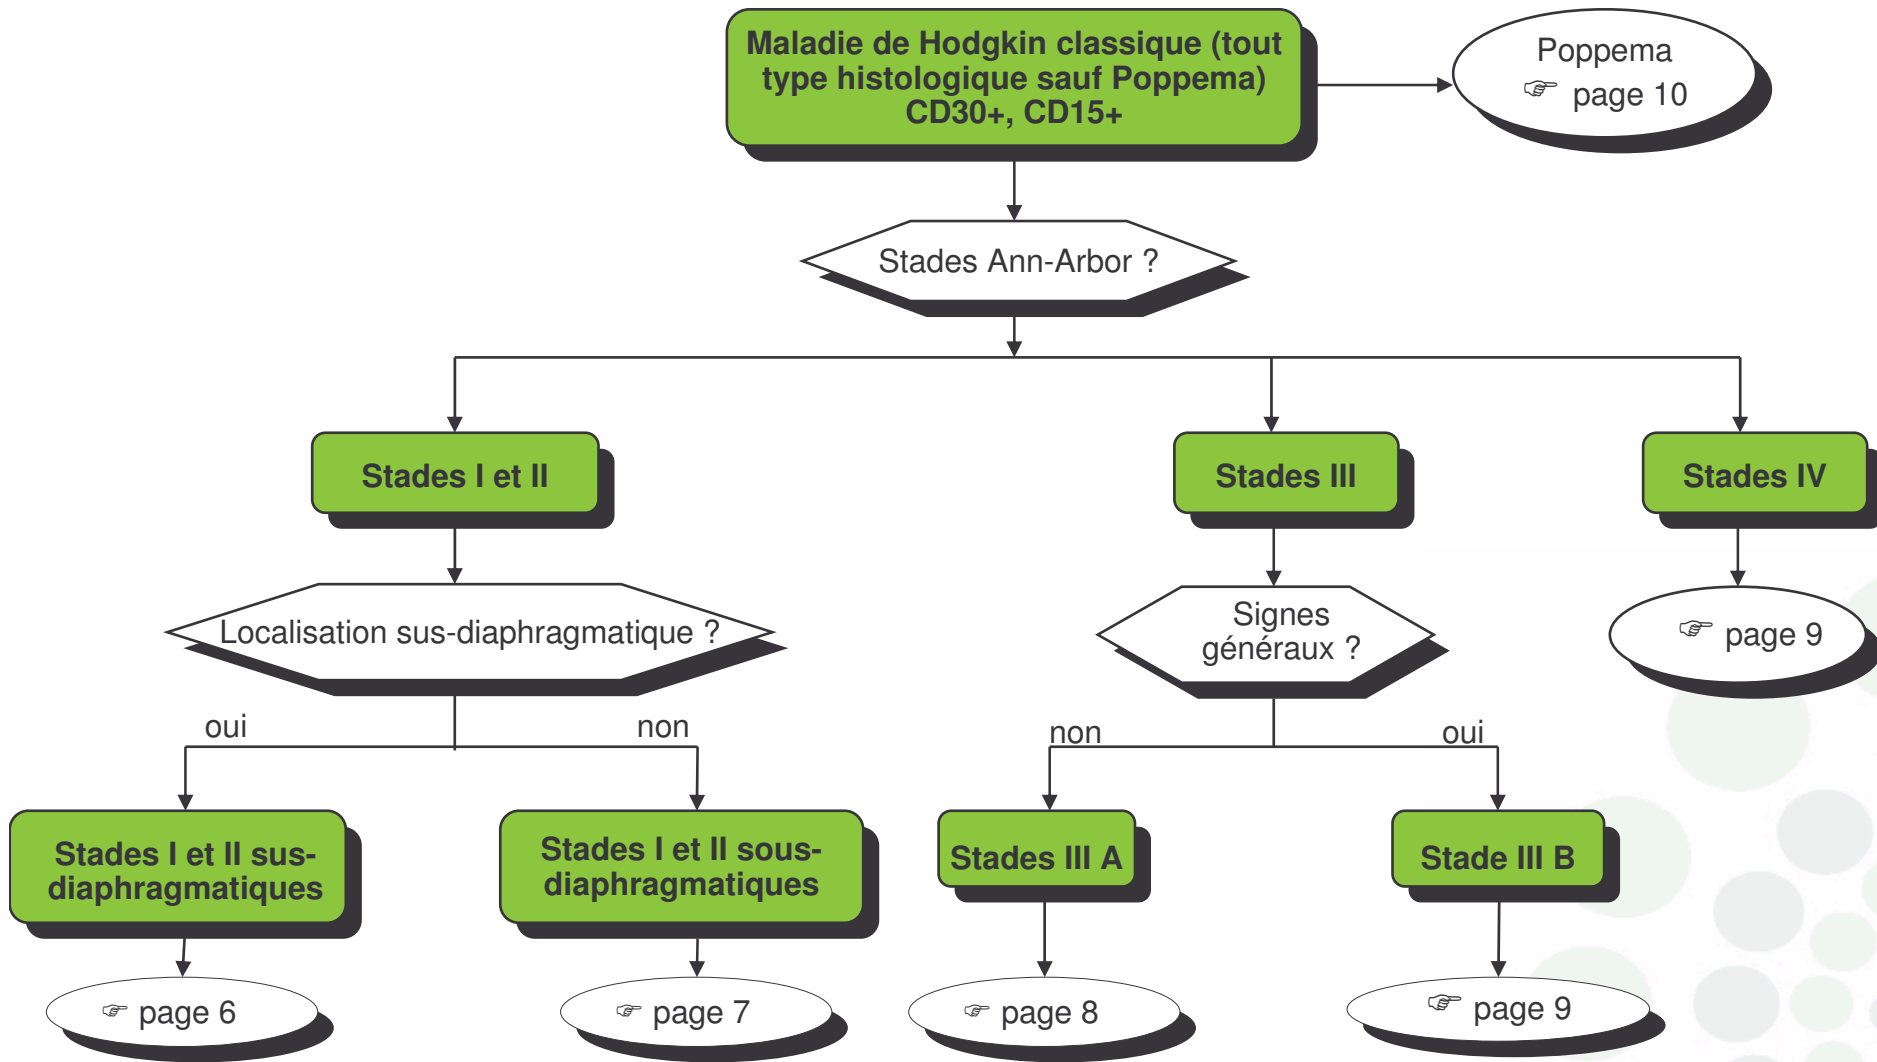 Maladie de Hodgkin classique (tout
type histologique sauf Poppema)
CD30+, CD15+
Poppema
☞ page 10
Stades Ann-Arbor ?
Stades I et II
Stades III
Stades IV
Localisation sus-diaphragmatique ?
Signes
généraux ?
☞ page 9
oui
non
non
oui
Stades I et II sus-
diaphragmatiques
Stades I et II sous-
diaphragmatiques
Stades III A
Stade III B
☞ page 6
☞ page 7
☞ page 8
☞ page 9